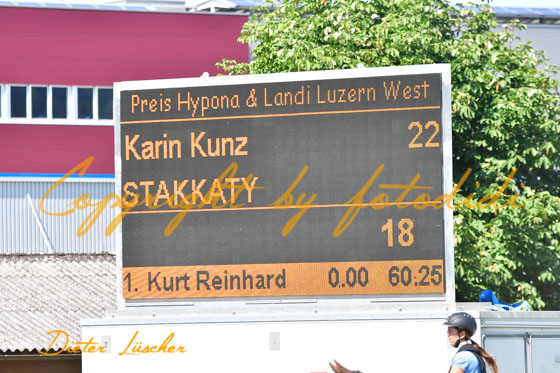 Preis Hypona & Landi Luzern West
Karin Kunz 22
STAKKATY
Copyright by fotodidi
18
1. Kurt Reinhard 0.00 60.25
Dieter Lüscher